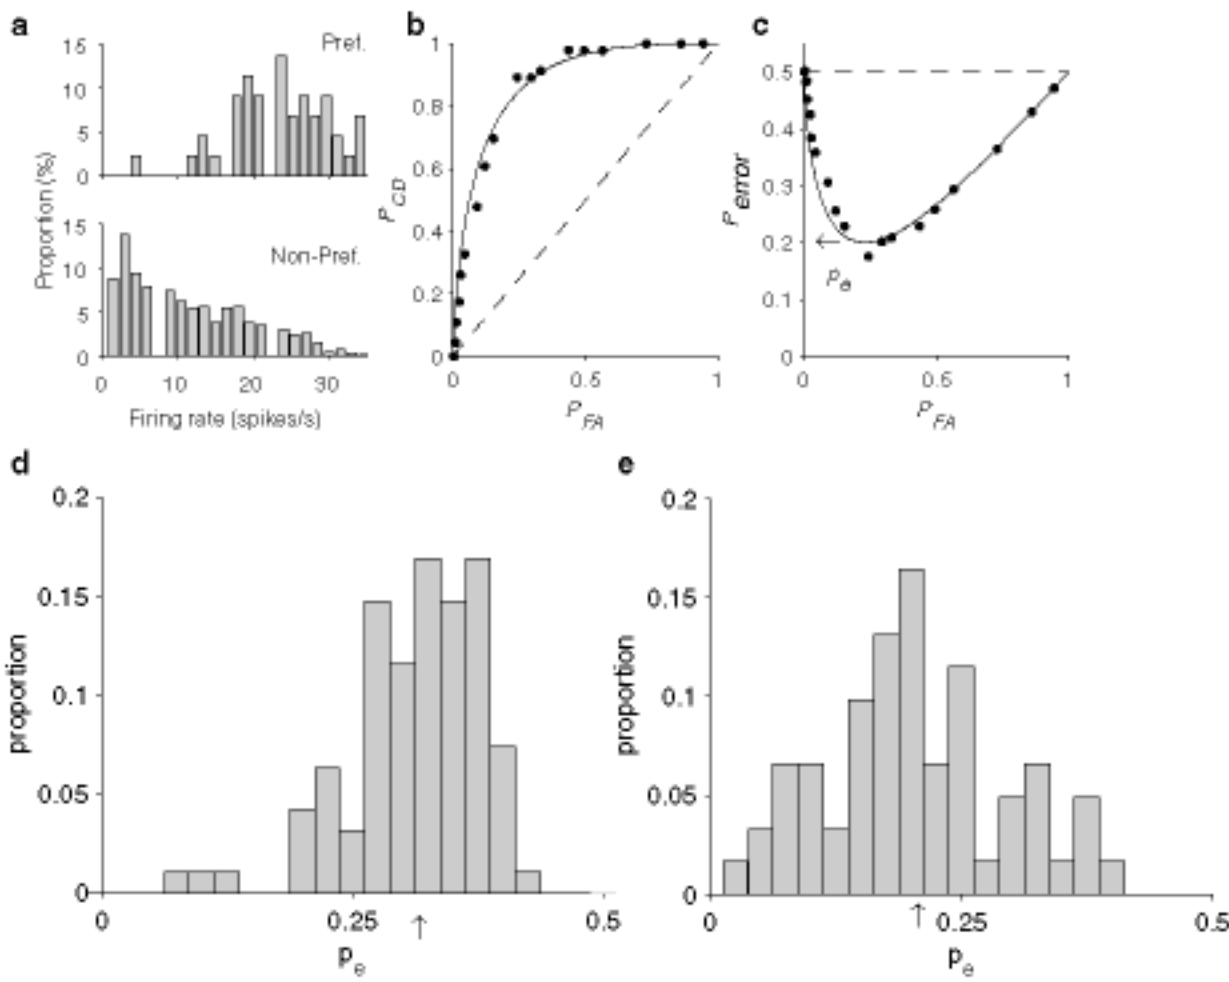 a
15
10
5
0
Pref.
Proportion (%)
15
10
5
0
Non-Pref.
0 10 20 30
Firing rate (spikes/s)
b
1
0.8
0.6
0.4
0.2
0
P_CD
0 0.5 1
P_FA
c
0.5
0.4
0.3
0.2
0.1
0
P_error
p_e
0 0.5 1
P_FA
d
0.2
0.15
0.1
0.05
0
proportion
0 0.25 0.5
p_e
e
0.2
0.15
0.1
0.05
0
proportion
0 0.25 0.5
p_e